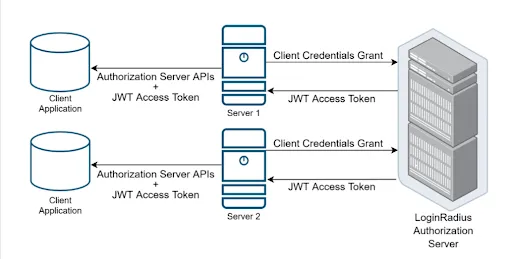 Client Credentials Grant
Authorization Server APIs
+
JWT Access Token
JWT Access Token
Client
Application
Server 1
Client Credentials Grant
Authorization Server APIs
+
JWT Access Token
JWT Access Token
Client
Application
Server 2
LoginRadius
Authorization
Server